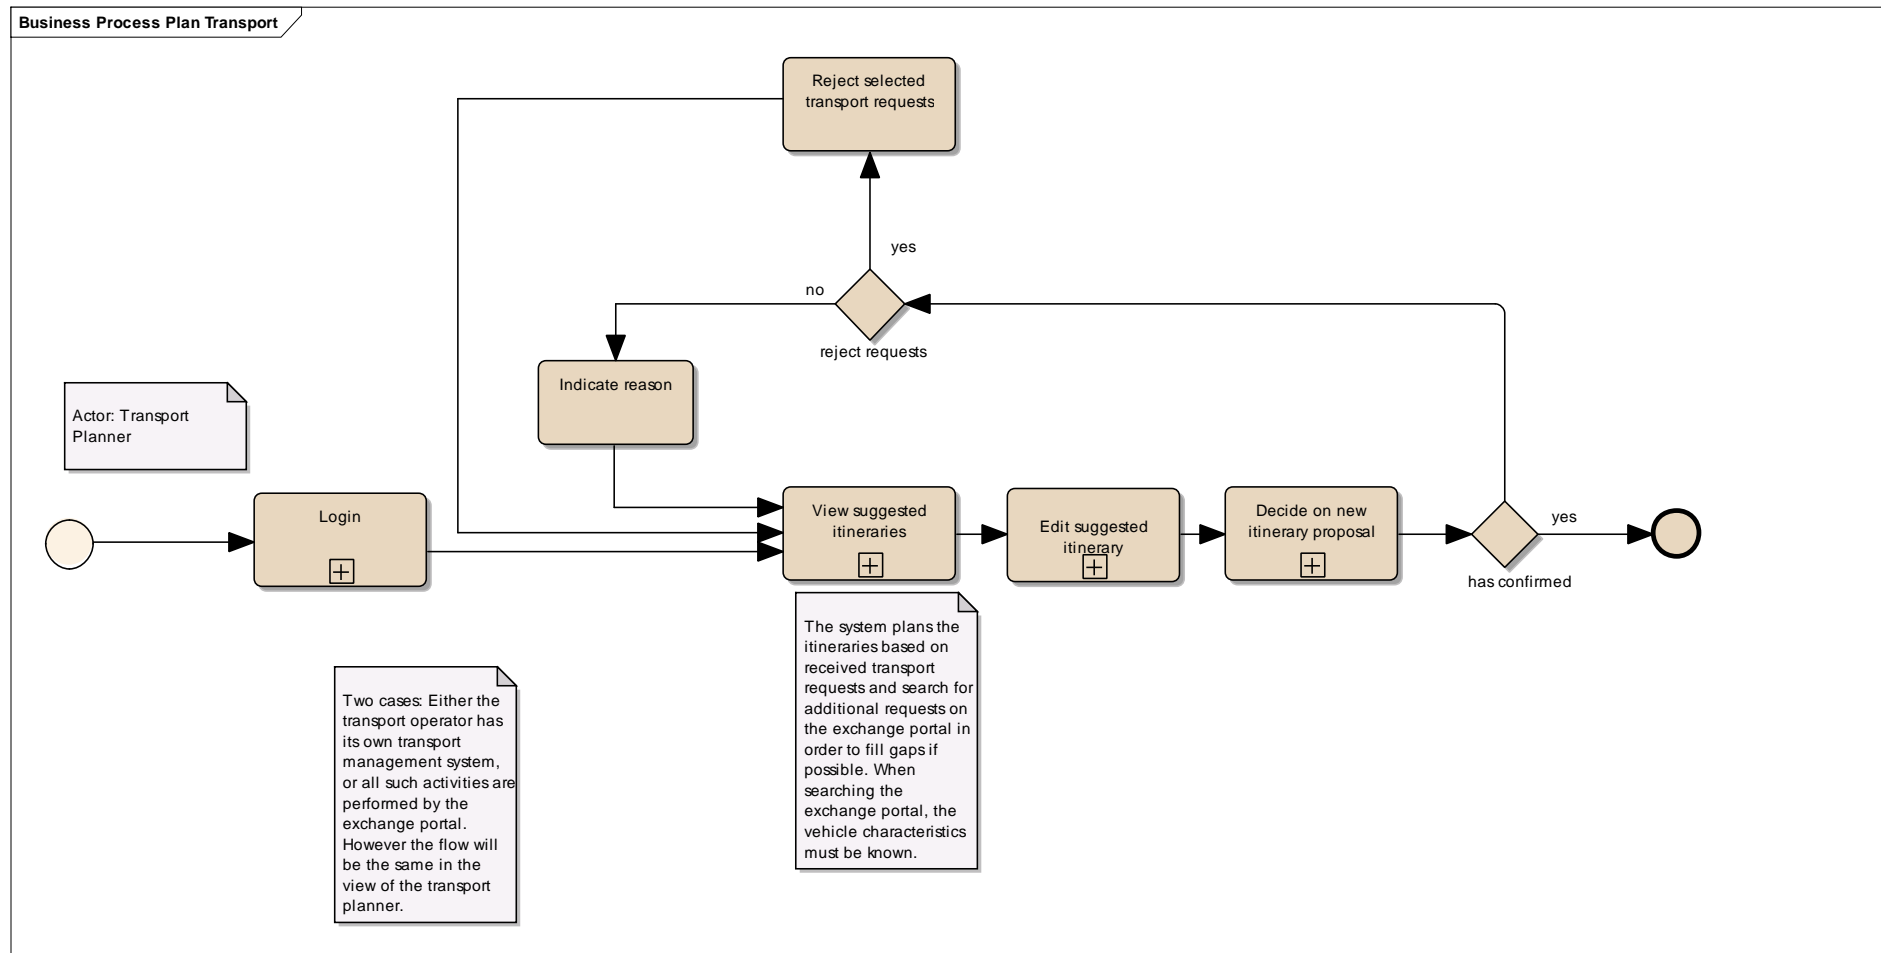 Business Process Plan Transport
Reject selected
transport requests
yes
no
reject requests
Indicate reason
Actor: Transport
Planner
Login
View suggested
itineraries
Edit suggested
itinerary
Decide on new
itinerary proposal
yes
has confirmed
The system plans the
itineraries based on
received transport
requests and search for
additional requests on
the exchange portal in
order to fill gaps if
possible. When
searching the
exchange portal, the
vehicle characteristics
must be known.
Two cases: Either the
transport operator has
its own transport
management system,
or all such activities are
performed by the
exchange portal.
However the flow will
be the same in the
view of the transport
planner.